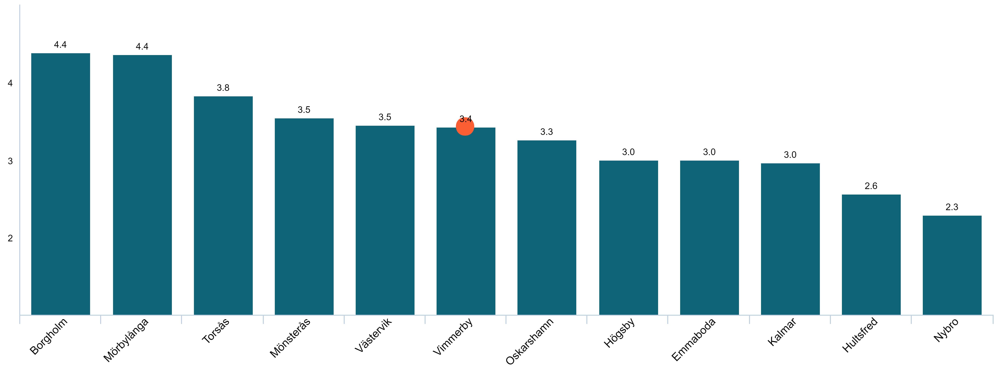 4.4
4.4
3.8
3.5
3.5
3.4
3.3
3.0
3.0
3.0
2.6
2.3
4
3
2
Borgholm
Mörbylånga
Torsås
Mönsterås
Västervik
Vimmerby
Oskarshamn
Högsby
Emmaboda
Kalmar
Hultsfred
Nybro